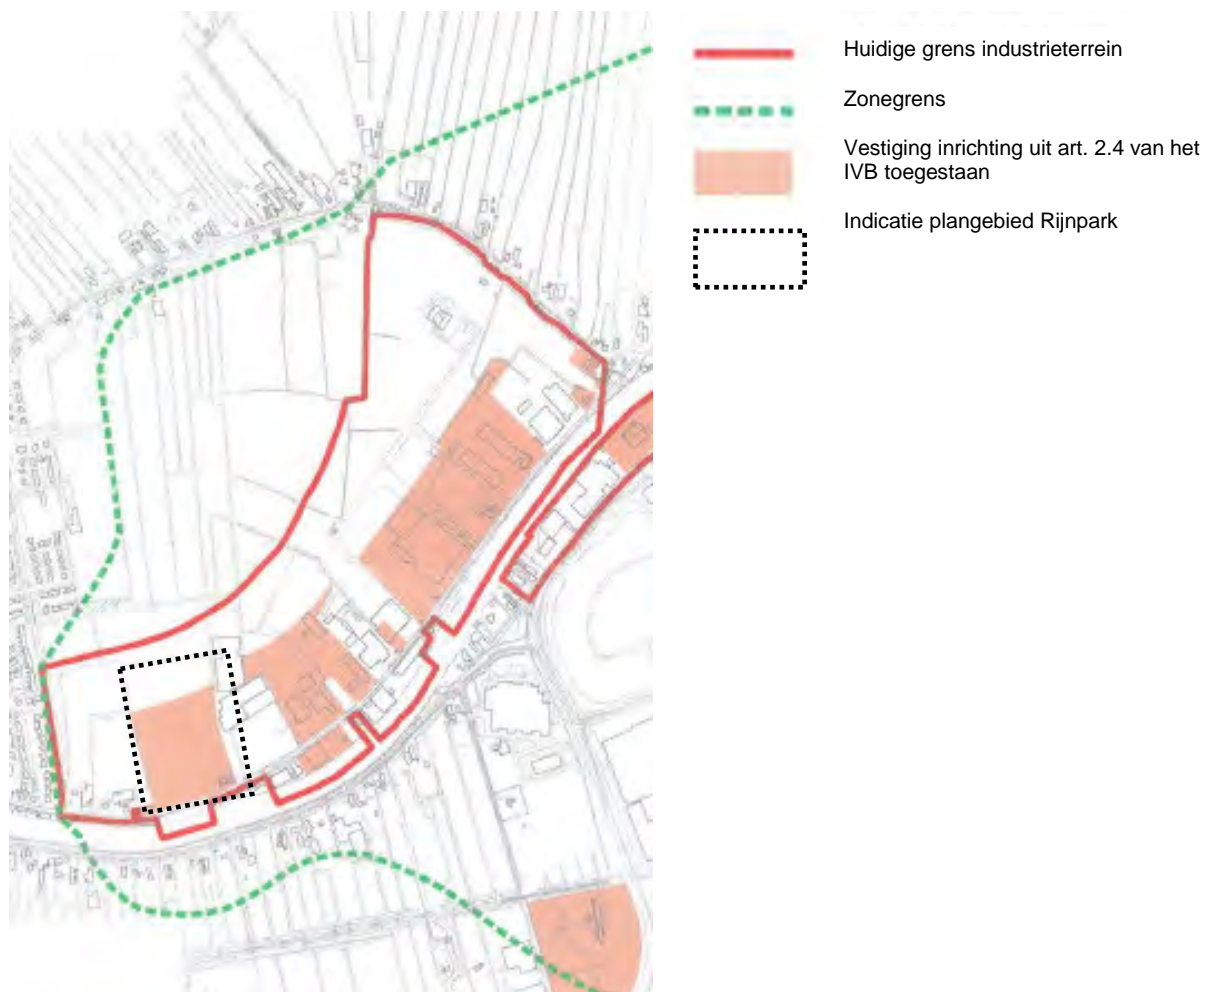 Huidige grens industrieterrein
Zonegrens
Vestiging inrichting uit art. 2.4 van het
IVB toegestaan
Indicatie plangebied Rijnpark